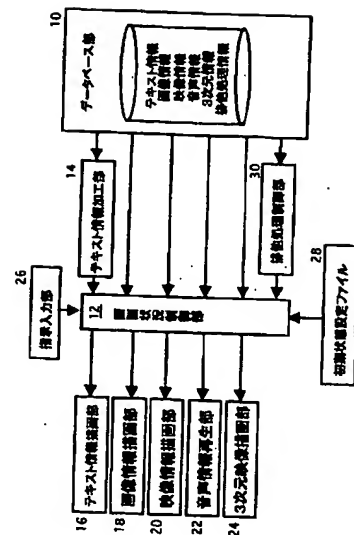 10
データベース部
テキスト情報
画像情報
映像情報
音声情報
3次元情報
排他処理情報
14
テキスト情報加工部
30
排他処理制御部
26
指示入力部
12
画面状況制御部
28
初期状態設定ファイル
16
テキスト情報描画部
18
画像情報描画部
20
映像情報描画部
22
音声情報再生部
24
3次元映像描画部